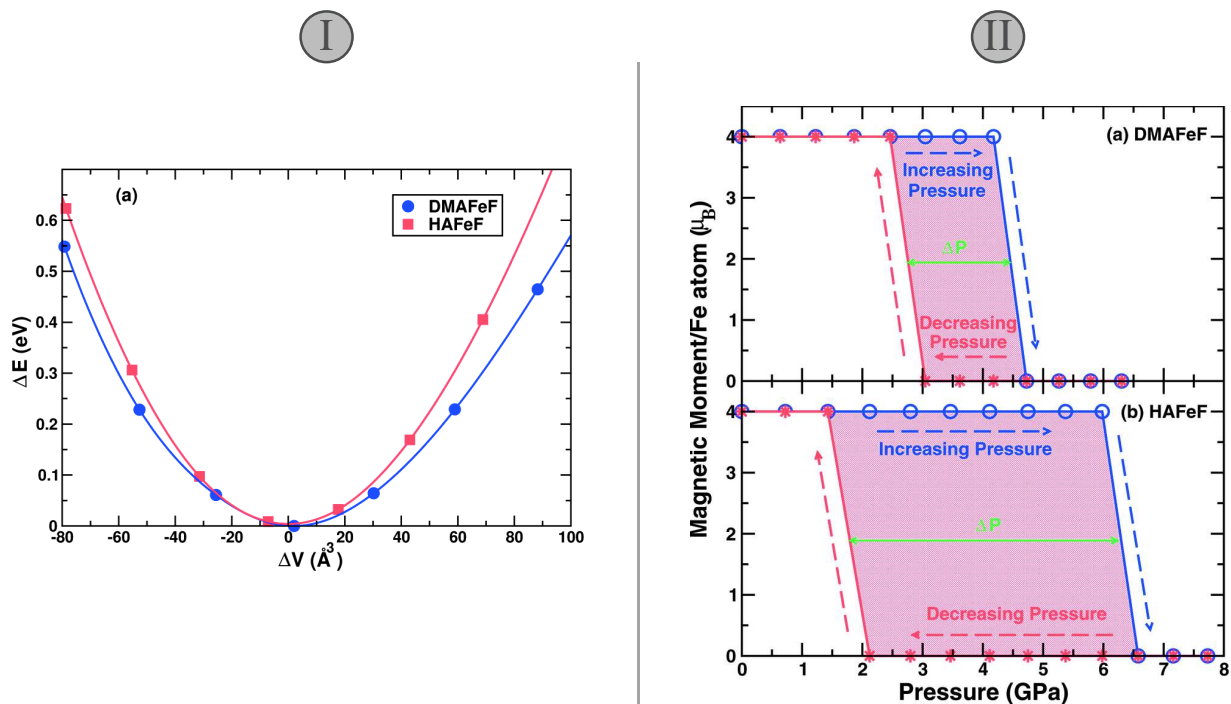 I
II
(a)
DMAFeF
HAFeF
0.6
0.5
0.4
0.3
0.2
0.1
0
ΔE (eV)
-80 -60 -40 -20 0 20 40 60 80 100
ΔV (Å³)
Magnetic Moment/Fe atom (μB)
4
3
2
1
0
(a) DMAFeF
Increasing
Pressure
ΔP
Decreasing
Pressure
4
3
2
1
0
(b) HAFeF
Increasing Pressure
ΔP
Decreasing Pressure
0 1 2 3 4 5 6 7 8
Pressure (GPa)